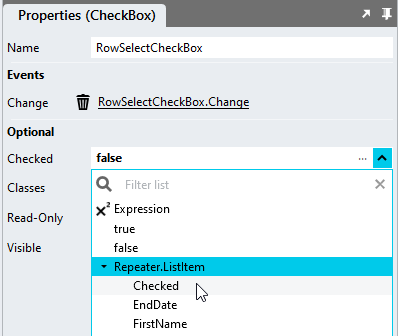 Properties (CheckBox)
Name RowSelectCheckBox
Events
Change RowSelectCheckBox.Change
Optional
Checked false ...
Classes Filter list
x² Expression
Read-Only true
Visible false
Repeater.ListItem
Checked
EndDate
FirstName